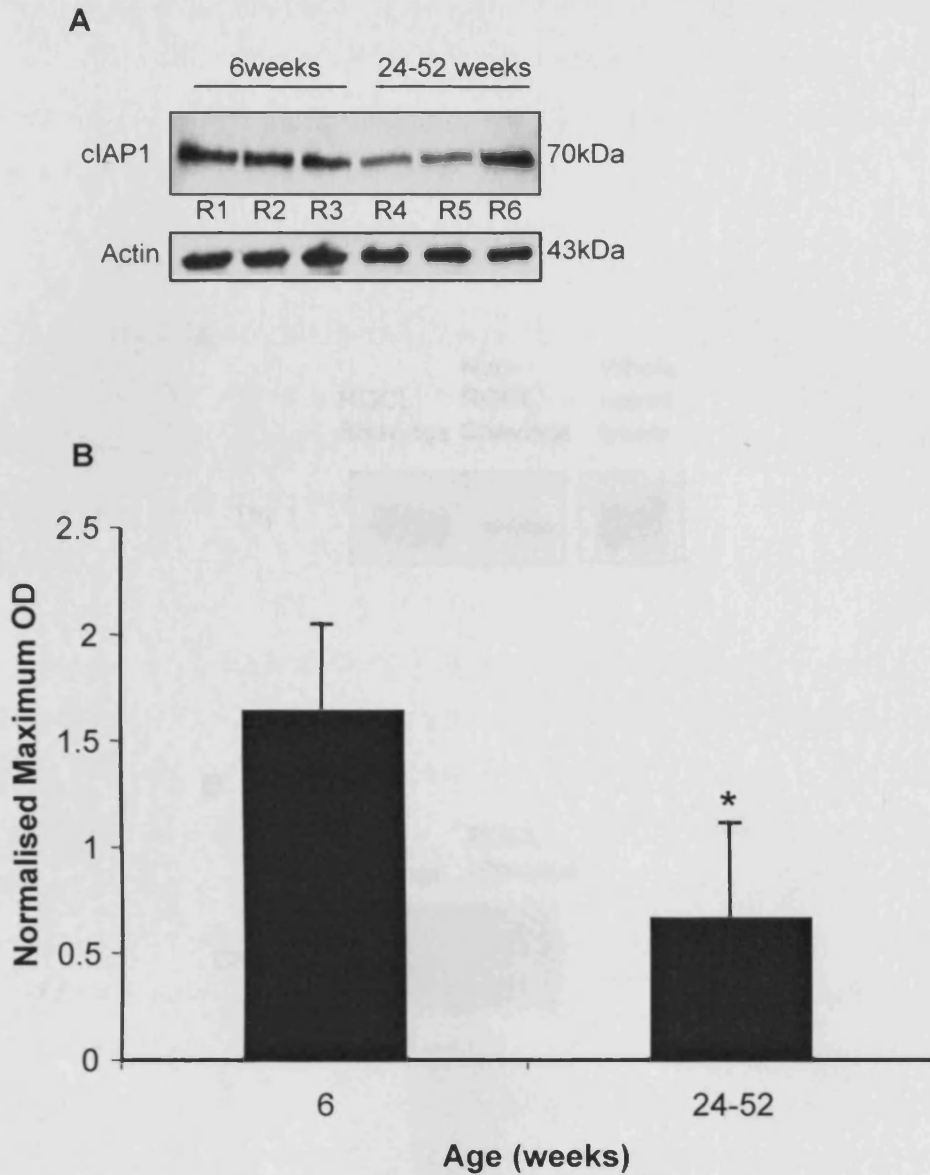 A
6weeks 24-52 weeks
cIAP1 70kDa
R1 R2 R3 R4 R5 R6
Actin 43kDa
B
2.5
2
1.5
1
0.5
0
Normalised Maximum OD
*
6 24-52
Age (weeks)